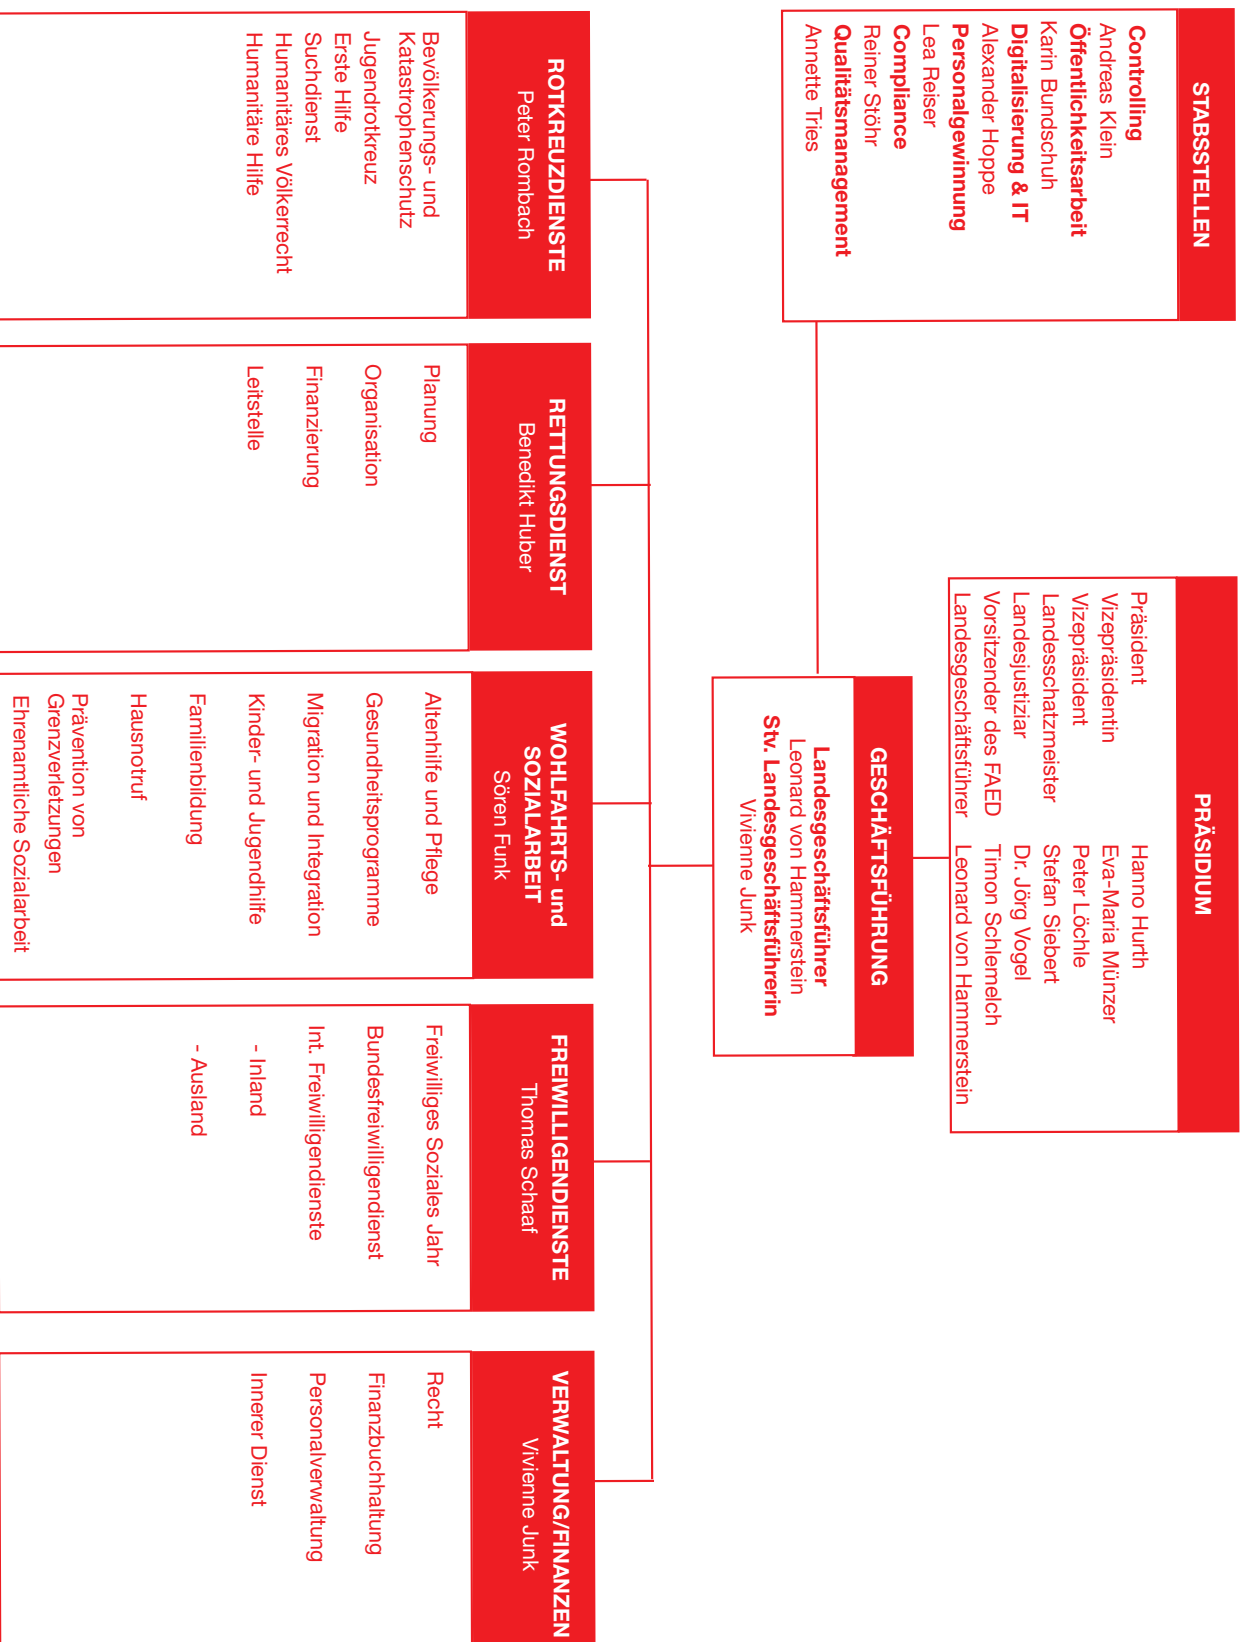 STABSSTELLEN
Controlling
Andreas Klein
Öffentlichkeitsarbeit
Karin Bundschuh
Digitalisierung & IT
Alexander Hoppe
Personalgewinnung
Lea Reiser
Compliance
Reiner Stöhr
Qualitätsmanagement
Annette Tries
PRÄSIDIUM
Präsident Hanno Hurth
Vizepräsidentin Eva-Maria Münzer
Vizepräsident Peter Löchle
Landesschatzmeister Stefan Siebert
Landesjustiziar Dr. Jörg Vogel
Vorsitzender des FAED Timon Schlemelch
Landesgeschäftsführer Leonard von Hammerstein
GESCHÄFTSFÜHRUNG
Landesgeschäftsführer
Leonard von Hammerstein
Stv. Landesgeschäftsführerin
Vivienne Junk
ROTKREUZDIENSTE
Peter Rombach
Bevölkerungs- und
Katastrophenschutz
Jugendrotkreuz
Erste Hilfe
Suchdienst
Humanitäres Völkerrecht
Humanitäre Hilfe
RETTUNGSDIENST
Benedikt Huber
Planung
Organisation
Finanzierung
Leitstelle
WOHLFAHRTS- und
SOZIALARBEIT
Sören Funk
Altenhilfe und Pflege
Gesundheitsprogramme
Migration und Integration
Kinder- und Jugendhilfe
Familienbildung
Hausnotruf
Prävention von
Grenzverletzungen
Ehrenamtliche Sozialarbeit
FREIWILLIGENDIENSTE
Thomas Schaaf
Freiwilliges Soziales Jahr
Bundesfreiwilligendienst
Int. Freiwilligendienste
- Inland
- Ausland
VERWALTUNG/FINANZEN
Vivienne Junk
Recht
Finanzbuchhaltung
Personalverwaltung
Innerer Dienst